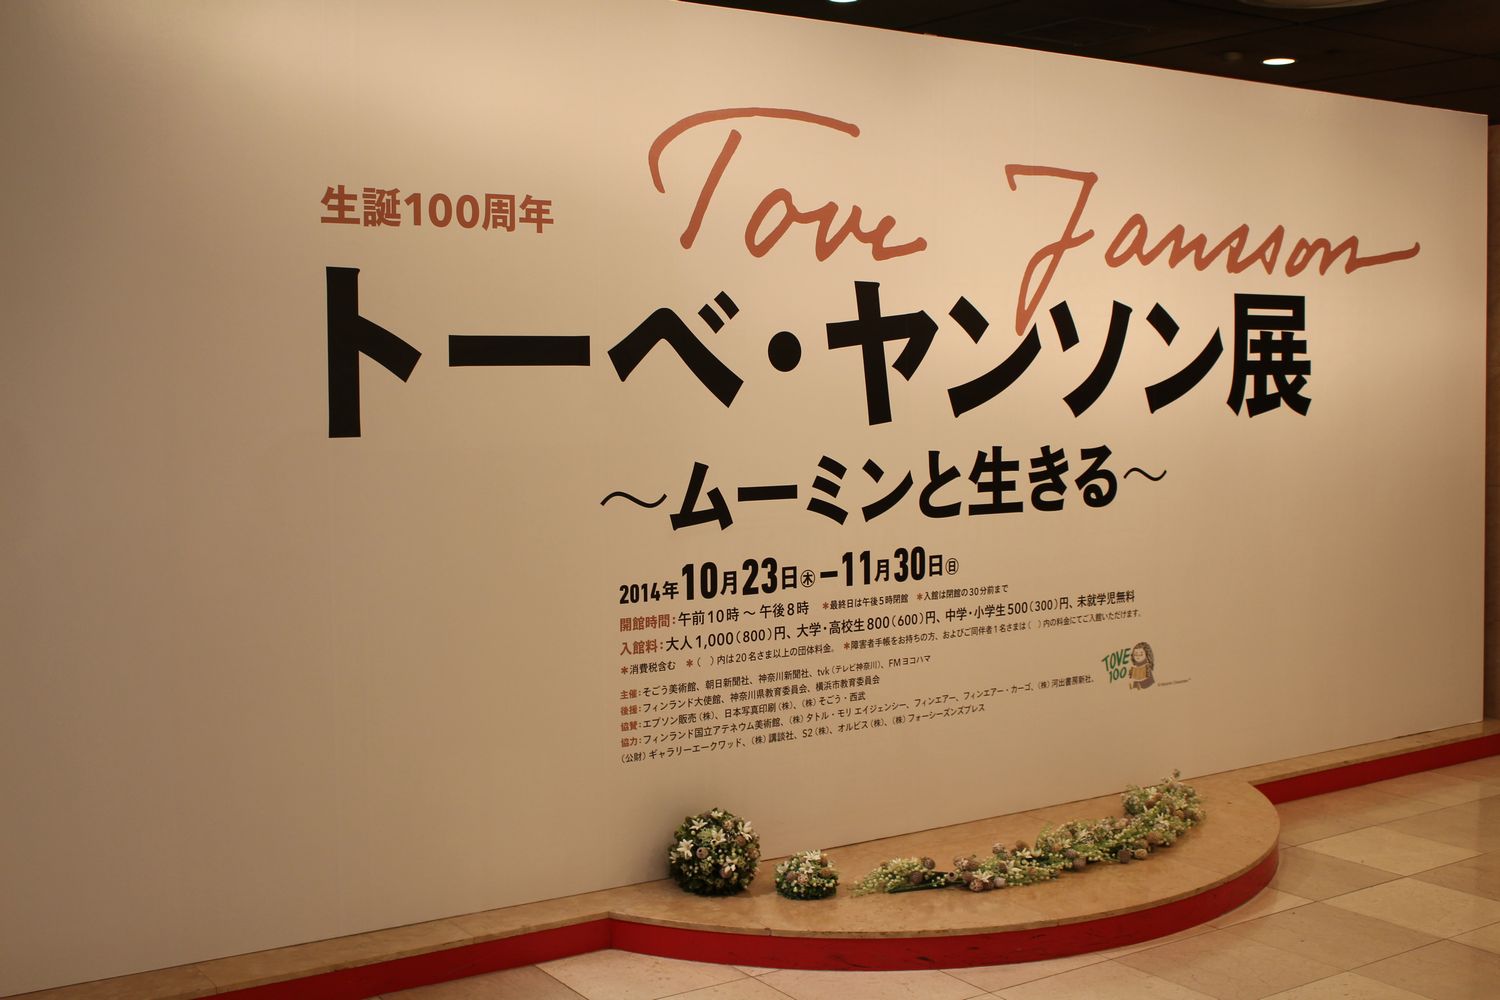 生誕100周年
Tove Jansson
トーベ・ヤンソン展
～ムーミンと生きる～
2014年10月23日㊍ー11月30日㊐
開館時間：午前10時～午後8時 ＊最終日は午後5時閉館 ＊入館は閉館の30分前まで
入館料：大人1,000（800）円、大学・高校生800（600）円、中学・小学生500（300）円、未就学児無料
＊消費税含む ＊（ ）内は20名さま以上の団体料金。 ＊障害者手帳をお持ちの方、およびご同伴者1名さまは（ ）内の料金にてご入館いただけます。
主催：そごう美術館、朝日新聞社、神奈川新聞社、tvk（テレビ神奈川）、FMヨコハマ
後援：フィンランド大使館、神奈川県教育委員会、横浜市教育委員会
協賛：エプソン販売（株）、日本写真印刷（株）、（株）そごう・西武
協力：フィンランド国立アテネウム美術館、（株）タトル・モリ エイジェンシー、フィンエアー、フィンエアー・カーゴ、（株）河出書房新社、
（公財）ギャラリーエークワッド、（株）講談社、S2（株）、オルビス（株）、（株）フォーシーズンズプレス
TOVE
100